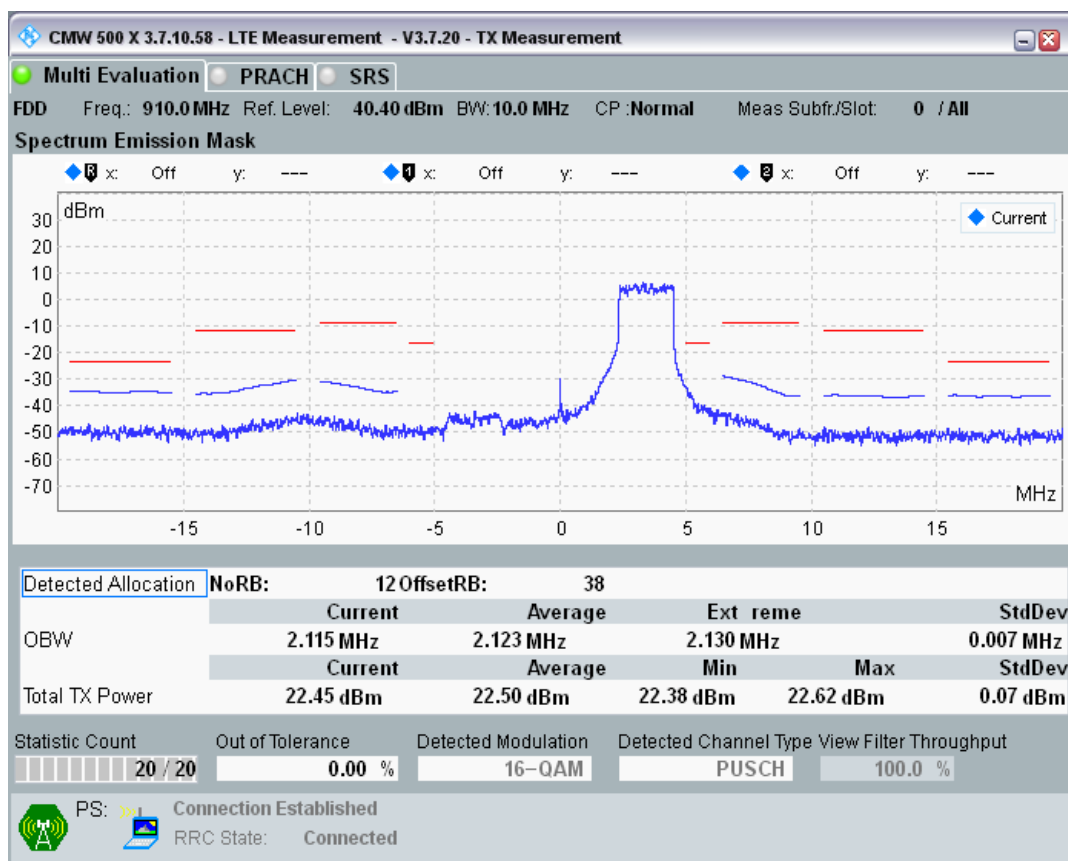 CMW 500 X 3.7.10.58 - LTE Measurement - V3.7.20 - TX Measurement
Multi Evaluation PRACH SRS
FDD Freq.: 910.0 MHz Ref. Level: 40.40 dBm BW: 10.0 MHz CP :Normal Meas Subfr./Slot: 0 / All
Spectrum Emission Mask
R x: Off y: --- 1 x: Off y: --- 2 x: Off y: ---
dBm
Current
30
20
10
0
-10
-20
-30
-40
-50
-60
-70
MHz
-15 -10 -5 0 5 10 15
Detected Allocation NoRB: 12 OffsetRB: 38
Current Average Ext reme StdDev
OBW 2.115 MHz 2.123 MHz 2.130 MHz 0.007 MHz
Current Average Min Max StdDev
Total TX Power 22.45 dBm 22.50 dBm 22.38 dBm 22.62 dBm 0.07 dBm
Statistic Count Out of Tolerance Detected Modulation Detected Channel Type View Filter Throughput
20 / 20 0.00 % 16-QAM PUSCH 100.0 %
PS: Connection Established
RRC State: Connected